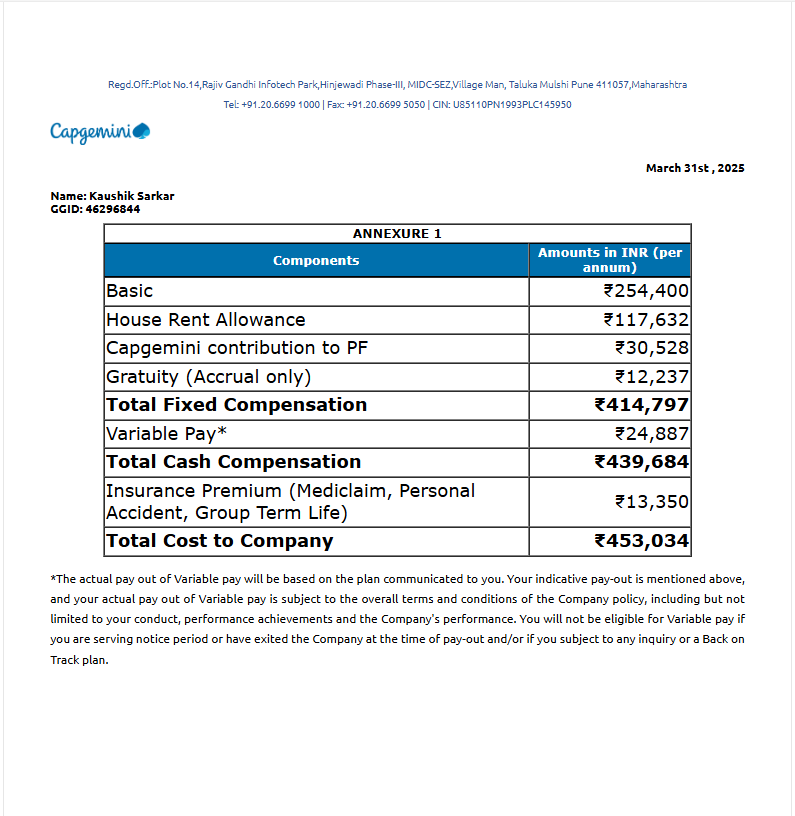 Regd.Off.:Plot No.14,Rajiv Gandhi Infotech Park,Hinjewadi Phase-III, MIDC-SEZ,Village Man, Taluka Mulshi Pune 411057,Maharashtra
Tel: +91.20.6699 1000 | Fax: +91.20.6699 5050 | CIN: U85110PN1993PLC145950
Capgemini
March 31st , 2025
Name: Kaushik Sarkar
GGID: 46296844
ANNEXURE 1
Components Amounts in INR (per annum)
Basic ₹254,400
House Rent Allowance ₹117,632
Capgemini contribution to PF ₹30,528
Gratuity (Accrual only) ₹12,237
Total Fixed Compensation ₹414,797
Variable Pay* ₹24,887
Total Cash Compensation ₹439,684
Insurance Premium (Mediclaim, Personal
Accident, Group Term Life) ₹13,350
Total Cost to Company ₹453,034
*The actual pay out of Variable pay will be based on the plan communicated to you. Your indicative pay-out is mentioned above,
and your actual pay out of Variable pay is subject to the overall terms and conditions of the Company policy, including but not
limited to your conduct, performance achievements and the Company's performance. You will not be eligible for Variable pay if
you are serving notice period or have exited the Company at the time of pay-out and/or if you subject to any inquiry or a Back on
Track plan.